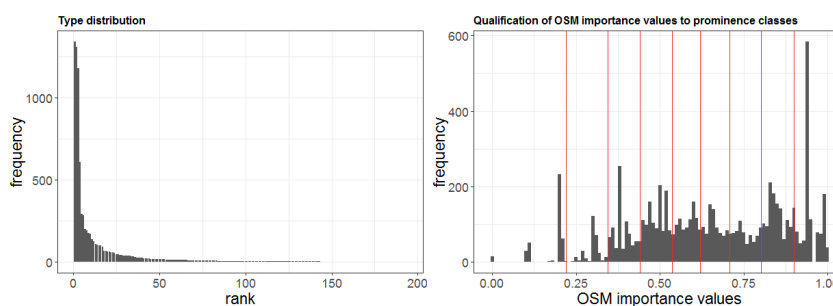 Type distribution
1000
500
0
frequency
0
50
100
150
200
rank
Qualification of OSM importance values to prominence classes
600
400
200
0
frequency
0.00
0.25
0.50
0.75
1.00
OSM importance values